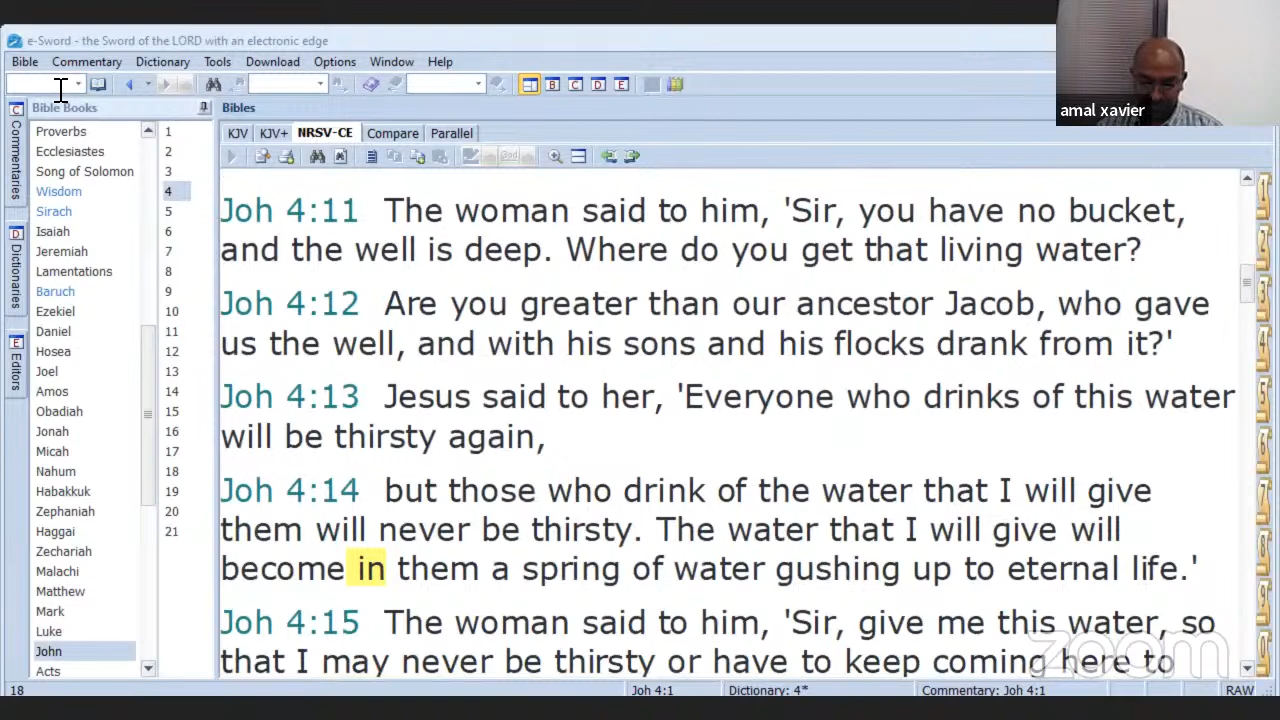 e-Sword - the Sword of the LORD with an electronic edge
Bible Commentary Dictionary Tools Download Options Window Help
B C D E
Bible Books
Bibles
amal xavier
KJV KJV+ NRSV-CE Compare Parallel
C Commentaries
D Dictionaries
E Editors
Proverbs 1
Ecclesiastes 2
Song of Solomon 3
Wisdom 4
Sirach 5
Isaiah 6
Jeremiah 7
Lamentations 8
Baruch 9
Ezekiel 10
Daniel 11
Hosea 12
Joel 13
Amos 14
Obadiah 15
Jonah 16
Micah 17
Nahum 18
Habakkuk 19
Zephaniah 20
Haggai 21
Zechariah
Malachi
Matthew
Mark
Luke
John
Acts
Joh 4:11 The woman said to him, 'Sir, you have no bucket,
and the well is deep. Where do you get that living water?
Joh 4:12 Are you greater than our ancestor Jacob, who gave
us the well, and with his sons and his flocks drank from it?'
Joh 4:13 Jesus said to her, 'Everyone who drinks of this water
will be thirsty again,
Joh 4:14 but those who drink of the water that I will give
them will never be thirsty. The water that I will give will
become in them a spring of water gushing up to eternal life.'
Joh 4:15 The woman said to him, 'Sir, give me this water, so
that I may never be thirsty or have to keep coming here to
zoom
1
2
3
4
5
6
7
8
9
0
18 Joh 4:1 Dictionary: 4* Commentary: Joh 4:1 RAW